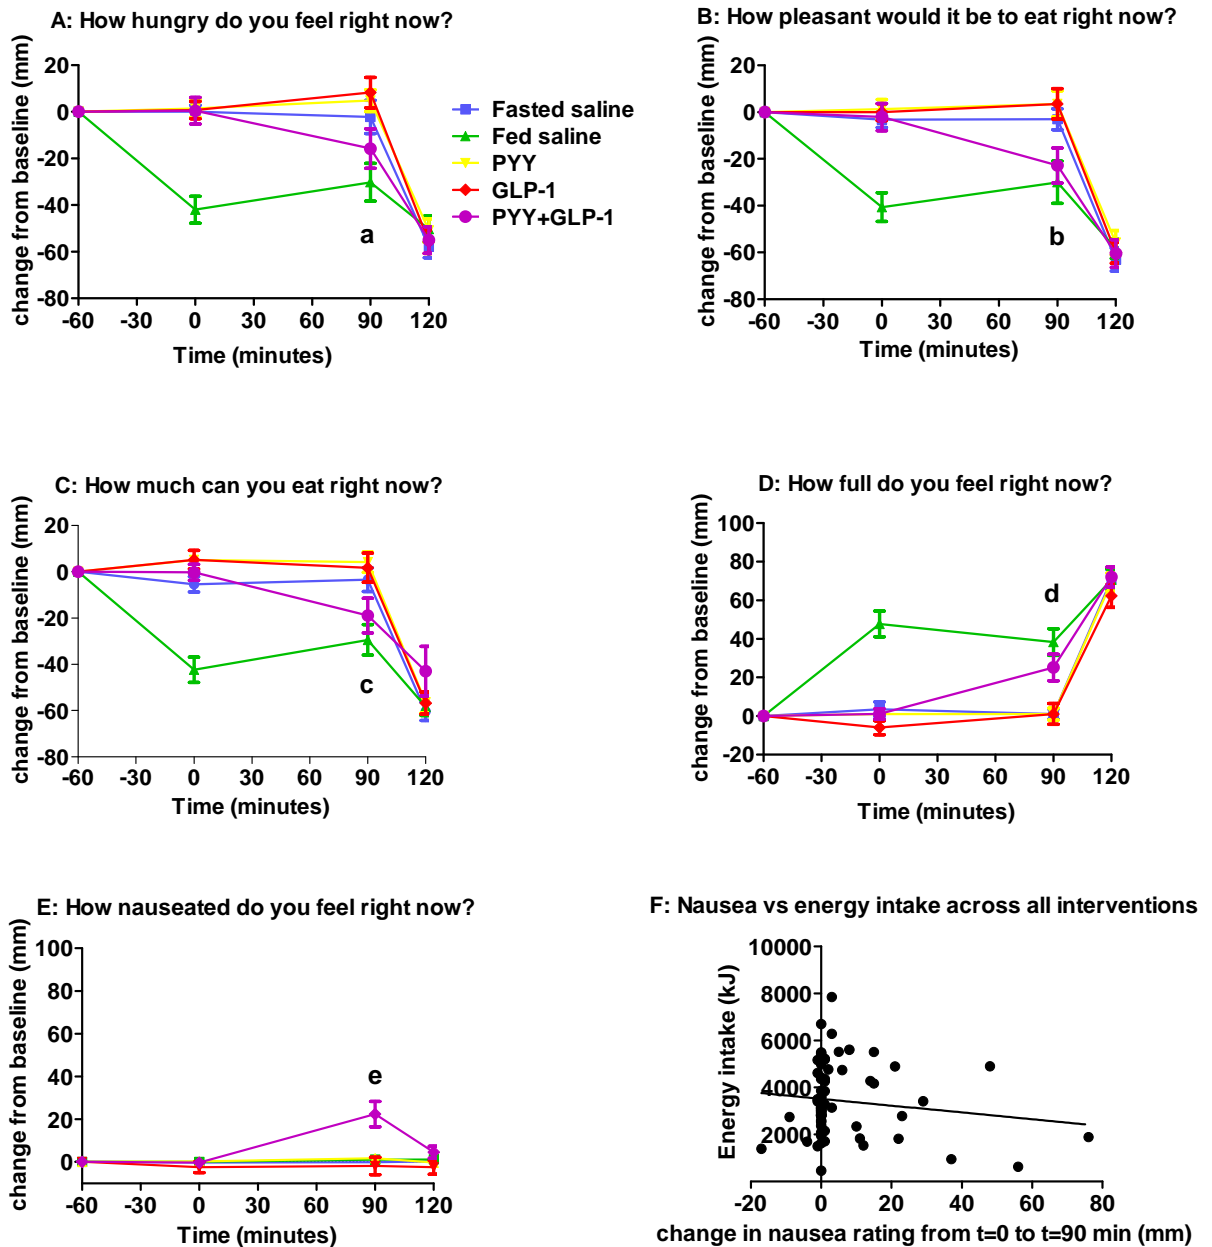 A: How hungry do you feel right now?
change from baseline (mm)
20
0
-20
-40
-60
-80
a
-60 -30 0 30 60 90 120
Time (minutes)
Fasted saline
Fed saline
PYY
GLP-1
PYY+GLP-1
B: How pleasant would it be to eat right now?
change from baseline (mm)
20
0
-20
-40
-60
-80
b
-60 -30 0 30 60 90 120
Time (minutes)
C: How much can you eat right now?
change from baseline (mm)
20
0
-20
-40
-60
-80
c
-60 -30 0 30 60 90 120
Time (minutes)
D: How full do you feel right now?
change from baseline (mm)
100
80
60
40
20
0
-20
d
-60 -30 0 30 60 90 120
Time (minutes)
E: How nauseated do you feel right now?
change from baseline (mm)
100
80
60
40
20
0
e
-60 -30 0 30 60 90 120
Time (minutes)
F: Nausea vs energy intake across all interventions
Energy intake (kJ)
10000
8000
6000
4000
2000
-20 0 20 40 60 80
change in nausea rating from t=0 to t=90 min (mm)